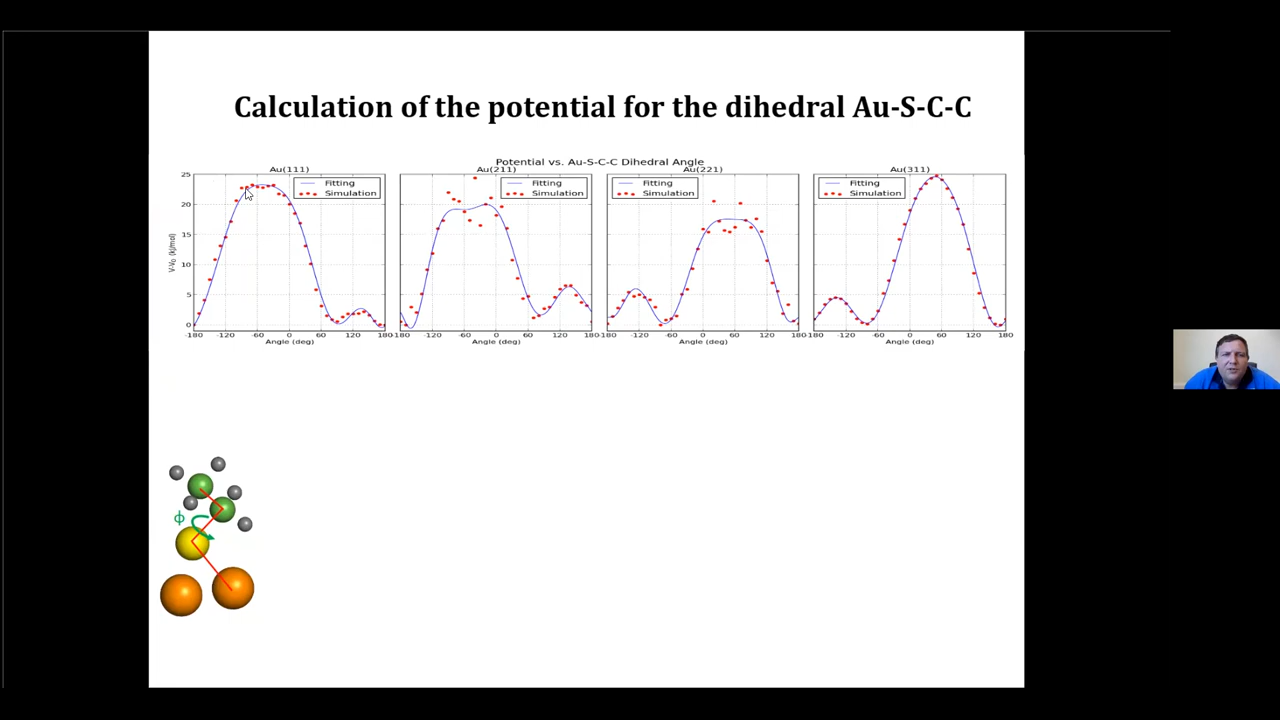 Calculation of the potential for the dihedral Au-S-C-C
Potential vs. Au-S-C-C Dihedral Angle
Au(111) Au(211) Au(221) Au(311)
25
20
15
10
5
0
V-V₀ (kJ/mol)
Fitting
Simulation
Fitting
Simulation
Fitting
Simulation
Fitting
Simulation
-180 -120 -60 0 60 120 180
-180 -120 -60 0 60 120 180
-180 -120 -60 0 60 120 180
-180 -120 -60 0 60 120 180
Angle (deg) Angle (deg) Angle (deg) Angle (deg)
ϕ